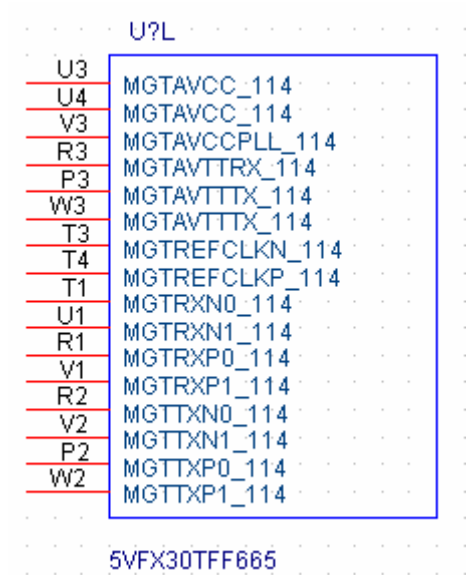 U?L
U3 MGTAVCC_114
U4 MGTAVCC_114
V3 MGTAVCCPLL_114
R3 MGTAVTTRX_114
P3 MGTAVTTTX_114
W3 MGTAVTTTX_114
T3 MGTREFCLKN_114
T4 MGTREFCLKP_114
T1 MGTRXN0_114
U1 MGTRXN1_114
R1 MGTRXP0_114
V1 MGTRXP1_114
R2 MGTTXN0_114
V2 MGTTXN1_114
P2 MGTTXP0_114
W2 MGTTXP1_114
5VFX30TFF665